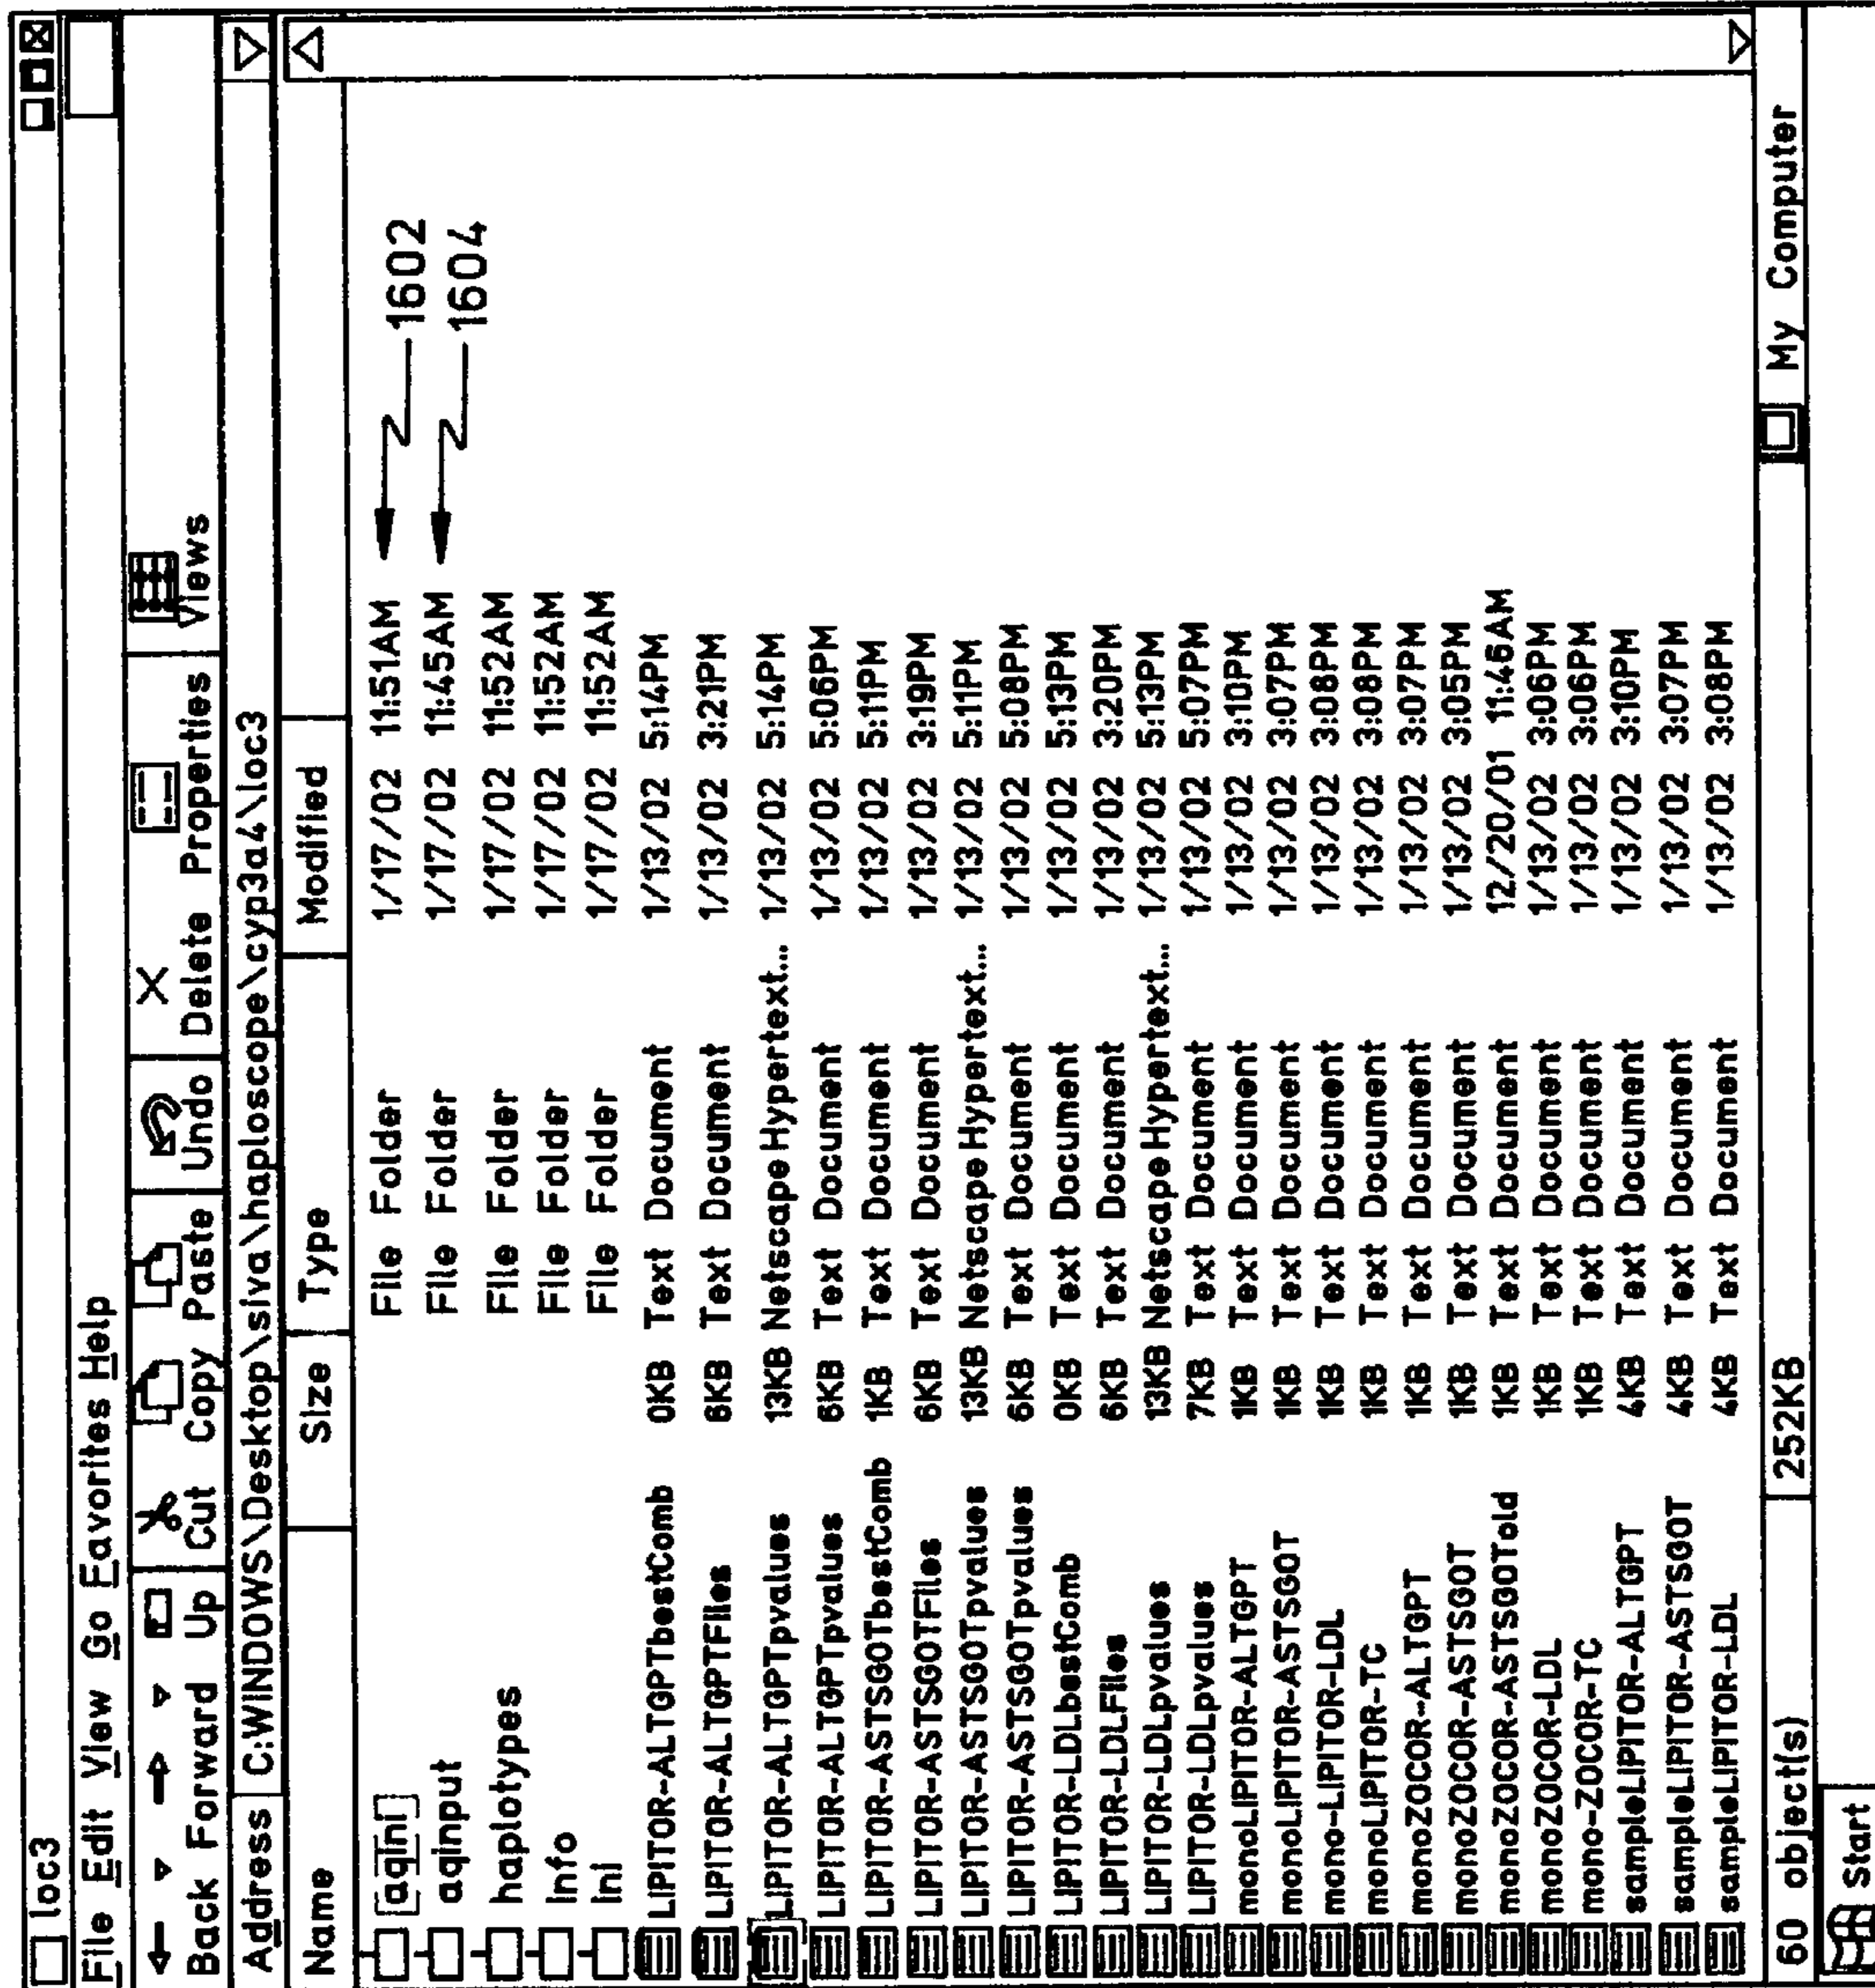 loc3
File Edit View Go Favorites Help
Back Forward Up Cut Copy Paste Undo Delete Properties Views
Address C:WINDOWS\Desktop\siva\haploscope\cyp3a4\loc3
Name Size Type Modified
aqini File Folder 1/17/02 11:51AM 1602
aqinput File Folder 1/17/02 11:45AM 1604
haplotypes File Folder 1/17/02 11:52AM
Info File Folder 1/17/02 11:52AM
Ini File Folder 1/17/02 11:52AM
LIPITOR-ALTGPTbestComb 0KB Text Document 1/13/02 5:14PM
LIPITOR-ALTGPTFiles 6KB Text Document 1/13/02 3:21PM
LIPITOR-ALTGPTpvalues 13KB Netscape Hypertext... 1/13/02 5:14PM
LIPITOR-ALTGPTpvalues 6KB Text Document 1/13/02 5:06PM
LIPITOR-ASTSGOTbestComb 1KB Text Document 1/13/02 5:11PM
LIPITOR-ASTSGOTFiles 6KB Text Document 1/13/02 3:19PM
LIPITOR-ASTSGOTpvalues 13KB Netscape Hypertext... 1/13/02 5:11PM
LIPITOR-ASTSGOTpvalues 6KB Text Document 1/13/02 5:08PM
LIPITOR-LDLbestComb 0KB Text Document 1/13/02 5:13PM
LIPITOR-LDLFiles 6KB Text Document 1/13/02 3:20PM
LIPITOR-LDLpvalues 13KB Netscape Hypertext... 1/13/02 5:13PM
LIPITOR-LDLpvalues 7KB Text Document 1/13/02 5:07PM
monoLIPITOR-ALTGPT 1KB Text Document 1/13/02 3:10PM
monoLIPITOR-ASTSGOT 1KB Text Document 1/13/02 3:07PM
mono-LIPITOR-LDL 1KB Text Document 1/13/02 3:08PM
monoLIPITOR-TC 1KB Text Document 1/13/02 3:08PM
monoZOCOR-ALTGPT 1KB Text Document 1/13/02 3:07PM
monoZOCOR-ASTSGOT 1KB Text Document 1/13/02 3:05PM
monoZOCOR-ASTSGOTold 1KB Text Document 12/20/01 11:46AM
monoZOCOR-LDL 1KB Text Document 1/13/02 3:06PM
mono-ZOCOR-TC 1KB Text Document 1/13/02 3:06PM
sampleLIPITOR-ALTGPT 4KB Text Document 1/13/02 3:10PM
sampleLIPITOR-ASTSGOT 4KB Text Document 1/13/02 3:07PM
sampleLIPITOR-LDL 4KB Text Document 1/13/02 3:08PM
60 object(s) 252KB My Computer
Start